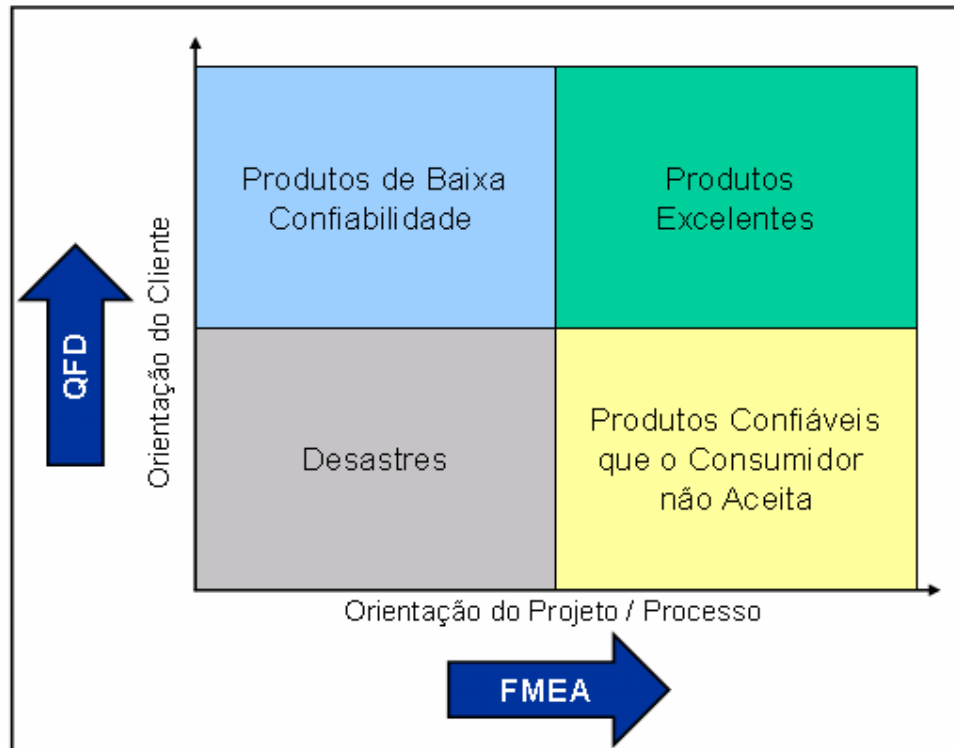 Produtos de Baixa
Confiabilidade
Produtos
Excelentes
QFD
Orientação do Cliente
Desastres
Produtos Confiáveis
que o Consumidor
não Aceita
Orientação do Projeto / Processo
FMEA